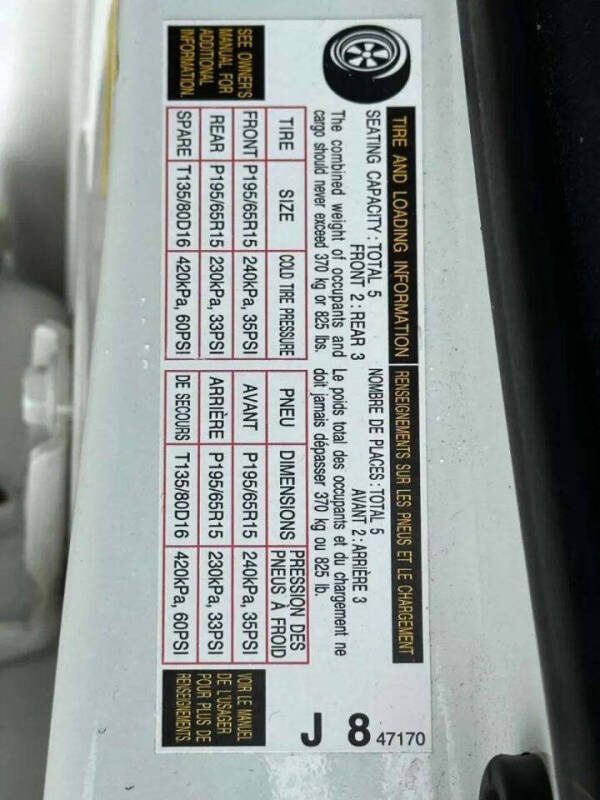 TIRE AND LOADING INFORMATION
SEATING CAPACITY: TOTAL 5
FRONT 2: REAR 3
The combined weight of occupants and
cargo should never exceed 370 kg or 825 lbs.
TIRE SIZE COLD TIRE PRESSURE
FRONT P195/65R15 240kPa, 35PSI
REAR P195/65R15 230kPa, 33PSI
SPARE T135/80D16 420kPa, 60PSI
SEE OWNER'S
MANUAL FOR
ADDITIONAL
INFORMATION.
RENSEIGNEMENTS SUR LES PNEUS ET LE CHARGEMENT
NOMBRE DE PLACES: TOTAL 5
AVANT 2: ARRIÈRE 3
Le poids total des occupants et du chargement ne
doit jamais dépasser 370 kg ou 825 lb.
PNEU DIMENSIONS PRESSION DES
PNEUS À FROID
AVANT P195/65R15 240kPa, 35PSI
ARRIÈRE P195/65R15 230kPa, 33PSI
DE SECOURS T135/80D16 420kPa, 60PSI
VOIR LE MANUEL
DE L'USAGER
POUR PLUS DE
RENSEIGNEMENTS.
47170
8
J